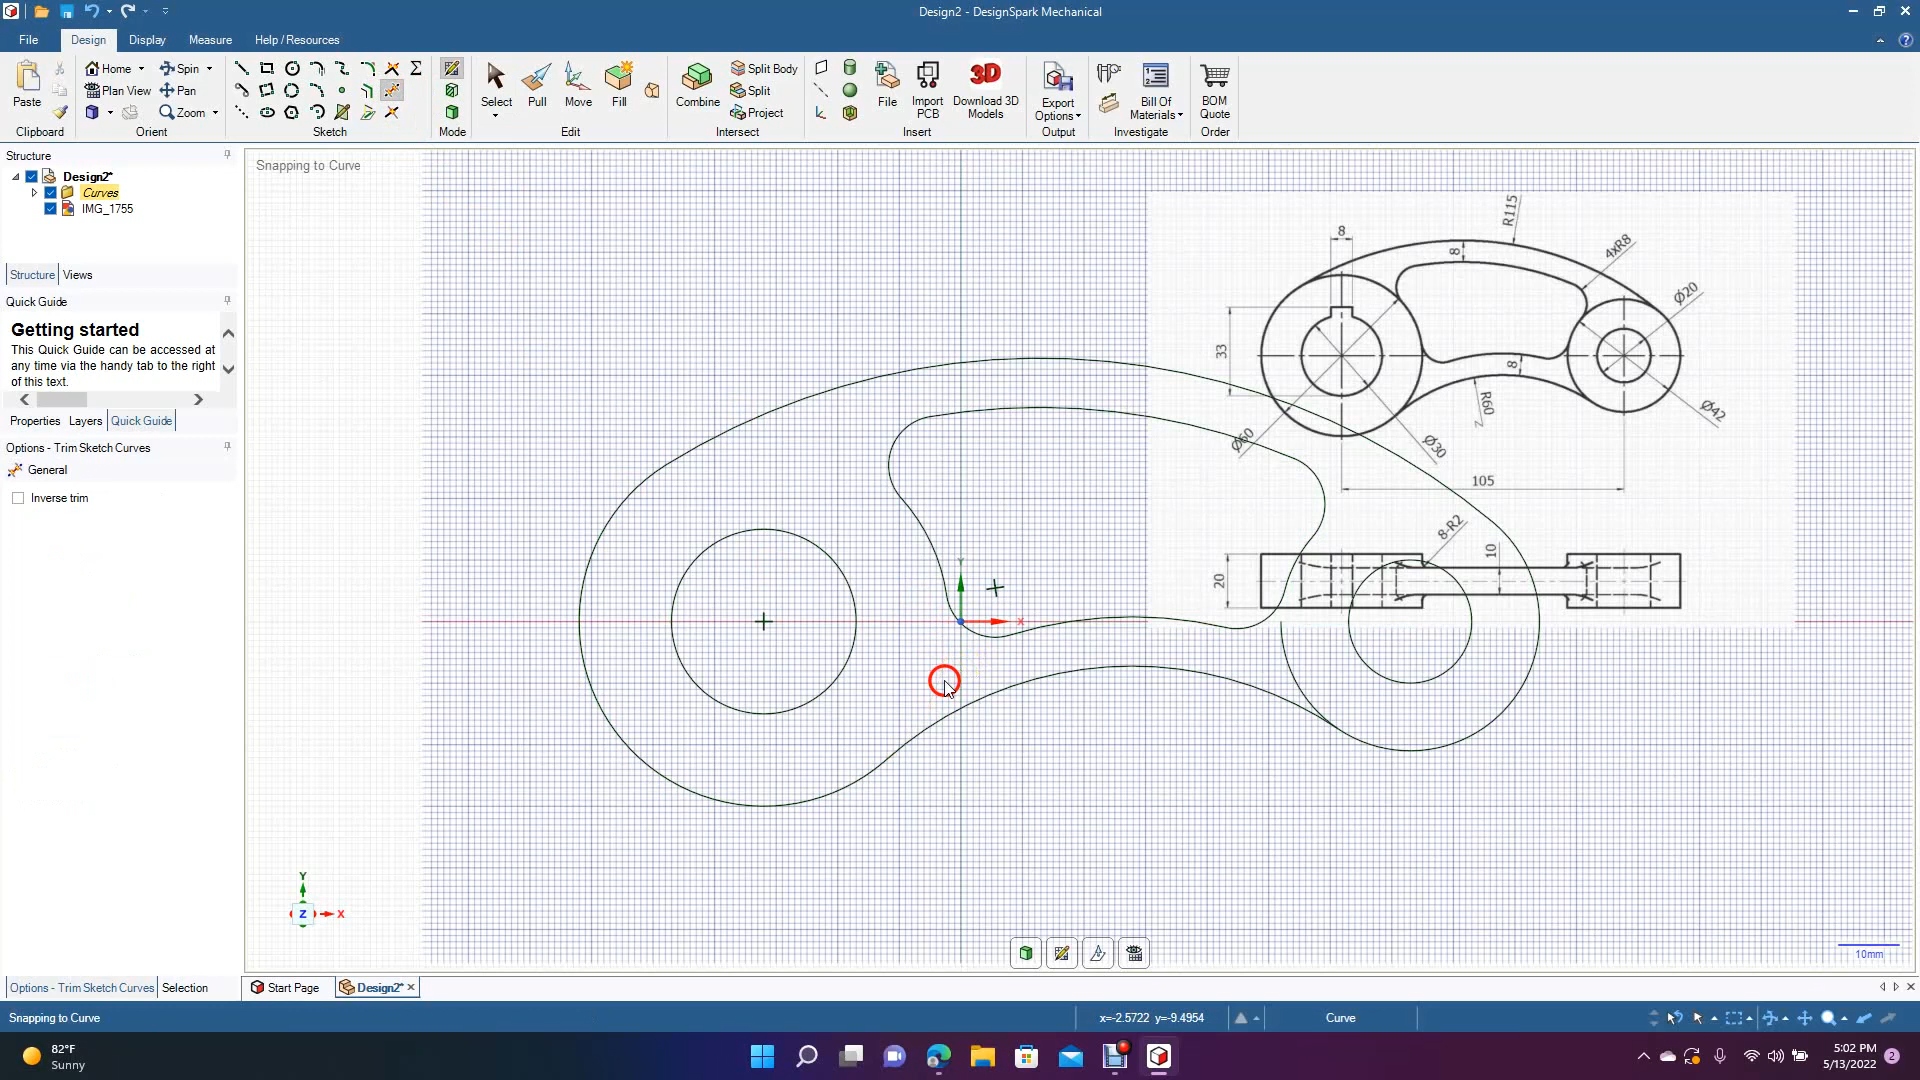 Design2 - DesignSpark Mechanical
File Design Display Measure Help / Resources
Paste
Clipboard
Home Spin
Plan View Pan
Zoom
Orient
Sketch
Mode
Select Pull Move Fill
Edit
Combine Split Body
Split
Project
Intersect
File Import PCB Download 3D Models
3D
Insert
Export Options
Output
Bill Of Materials
Investigate
BOM Quote
Order
Structure
Design2*
Curves
IMG_1755
Structure Views
Quick Guide
Getting started
This Quick Guide can be accessed at
any time via the handy tab to the right
of this text.
Properties Layers Quick Guide
Options - Trim Sketch Curves
General
Inverse trim
Snapping to Curve
8
R115
8
4xR8
Ø20
33
8
R60
Z
Ø42
Ø60
Ø30
105
8-R2
10
20
Y
X
Y
Z X
10mm
Options - Trim Sketch Curves Selection
Start Page Design2*
Snapping to Curve
x=-2.5722 y=-9.4954
Curve
82°F
Sunny
5:02 PM
5/13/2022
2